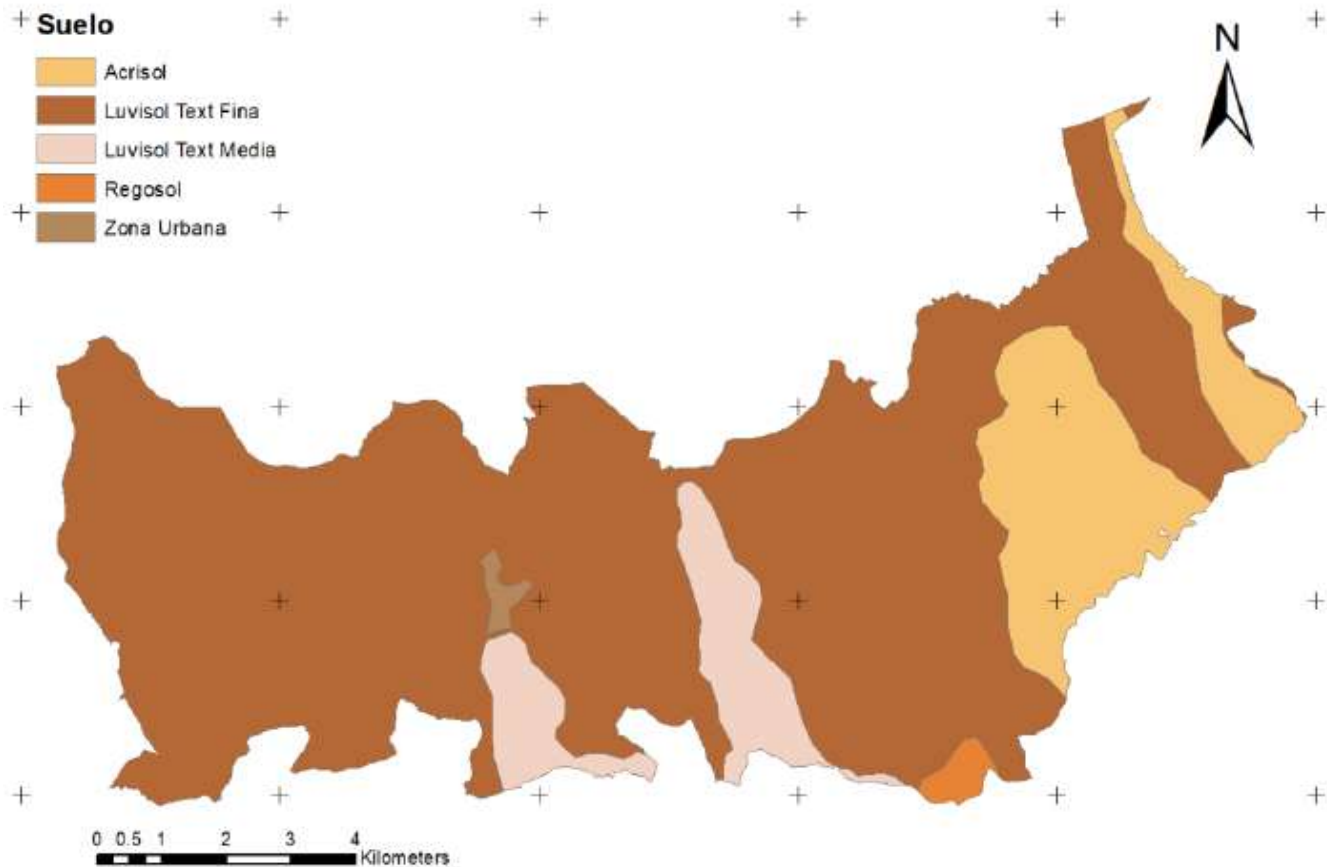 Suelo
Acrisol
Luvisol Text Fina
Luvisol Text Media
Regosol
Zona Urbana
N
0 0.5 1 2 3 4
Kilometers